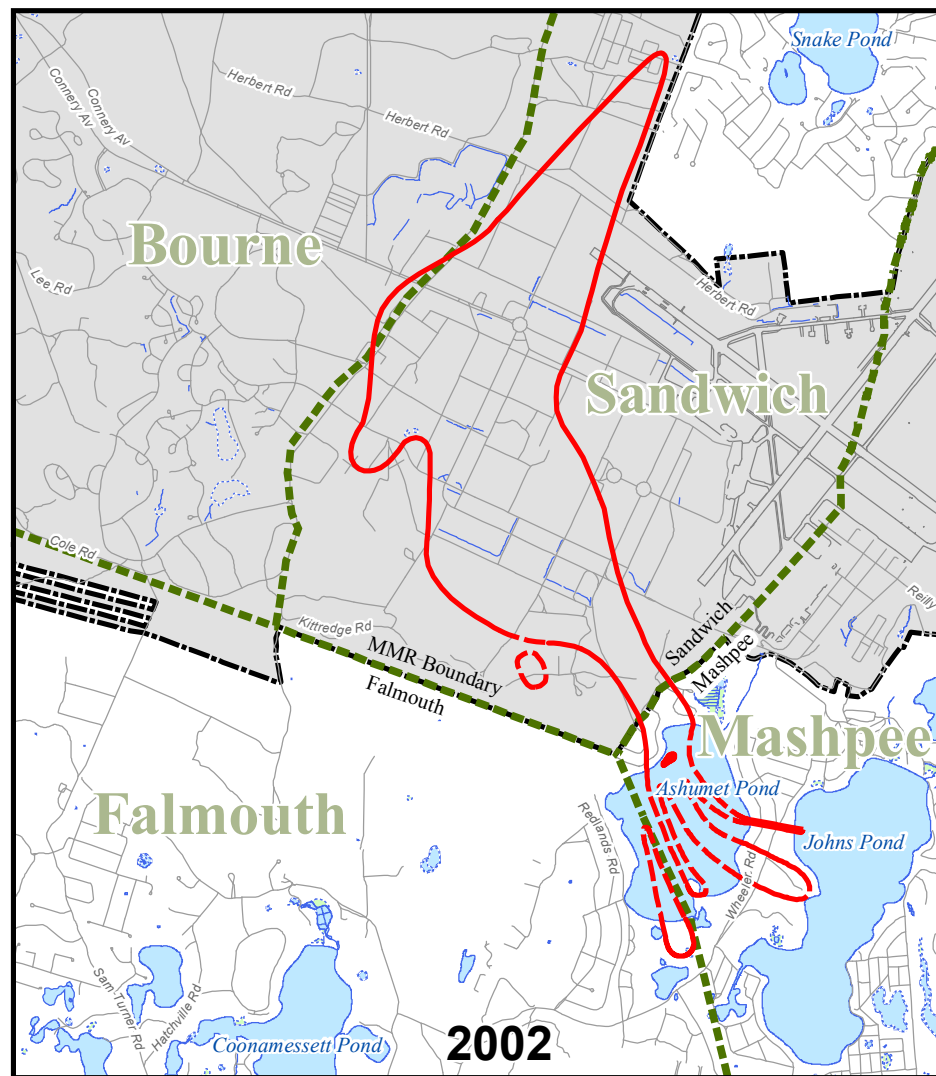 Snake Pond
Connery Av
Connery Av
Herbert Rd
Herbert Rd
Bourne
Lee Rd
Herbert Rd
Sandwich
Cole Rd
Reilly
Kittredge Rd
MMR Boundary
Falmouth
Sandwich
Mashpee
Mashpee
Ashumet Pond
Falmouth
Redlands Rd
Johns Pond
Wheeler Rd
Sam Turner Rd
Hatchville Rd
Coonamessett Pond
2002